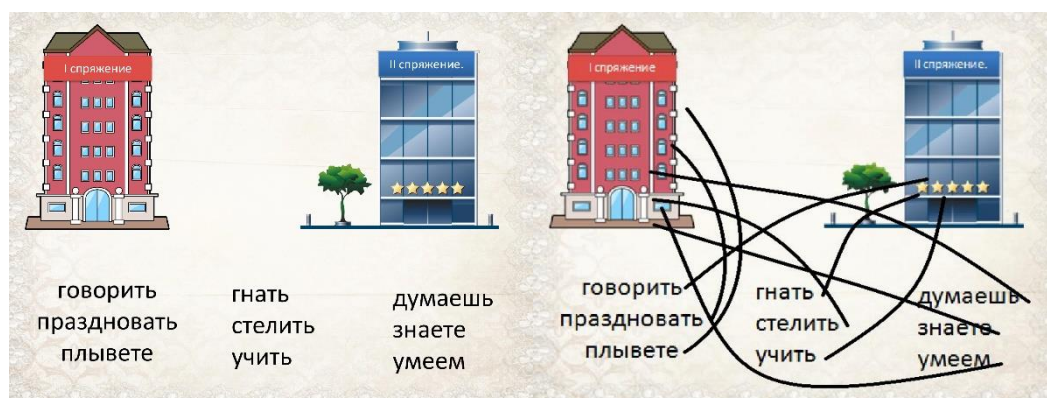 I спряжение
II спряжение.
говорить
праздновать
плывете
гнать
стелить
учить
думаешь
знаете
умеем
I спряжение
II спряжение.
говорить
праздновать
плывете
гнать
стелить
учить
думаешь
знаете
умеем